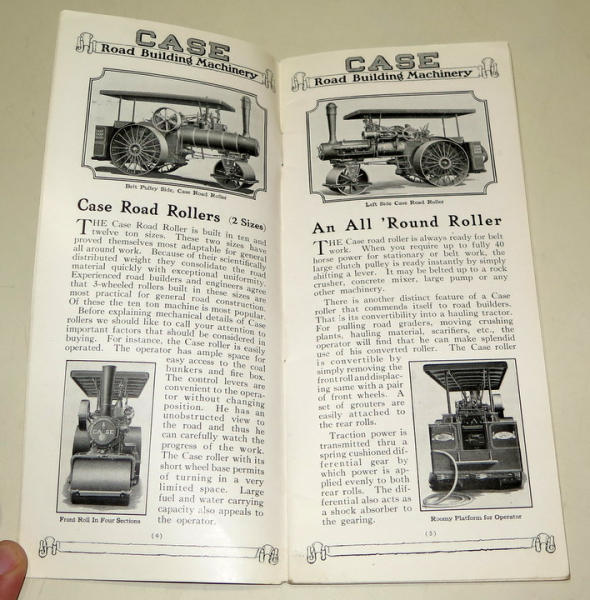 CASE
Road Building Machinery
Belt Pulley Side, Case Road Roller
Case Road Rollers (2 Sizes)
THE Case Road Roller is built in ten and
twelve ton sizes. These two sizes have
proved themselves most adaptable for general
all around work. Because of their scientifically
distributed weight they consolidate the road
material quickly with exceptional uniformity.
Experienced road builders and engineers agree
that 3-wheeled rollers built in these sizes are
most practical for general road construction.
Of these the ten ton machine is most popular.
Before explaining mechanical details of Case
rollers we should like to call your attention to
important factors that should be considered in
buying. For instance, the Case roller is easily
operated. The operator has ample space for
easy access to the coal
bunkers and fire box.
The control levers are
convenient to the opera-
tor without changing
position. He has an
unobstructed view to
the road and thus he
can carefully watch the
progress of the work.
The Case roller with its
short wheel base permits
of turning in a very
limited space. Large
fuel and water carrying
capacity also appeals to
the operator.
CASE
Front Roll In Four Sections
(4)
CASE
Road Building Machinery
Left Side Case Road Roller
An All 'Round Roller
THE Case road roller is always ready for belt
work. When you require up to fully 40
horse power for stationary or belt work, the
large clutch pulley is ready instantly by simply
shifting a lever. It may be belted up to a rock
crusher, concrete mixer, large pump or any
other machinery.
There is another distinct feature of a Case
roller that commends itself to road builders.
That is its convertibility into a hauling tractor.
For pulling road graders, moving crushing
plants, hauling material, scarifiers, etc., the
operator will find that he can make splendid
use of his converted roller. The Case roller
is convertible by
simply removing the
front roll and displac-
ing same with a pair
of front wheels. A
set of grouters are
easily attached to
the rear rolls.
Traction power is
transmitted thru a
spring cushioned dif-
ferential gear by
which power is ap-
plied evenly to both
rear rolls. The dif-
ferential also acts as
a shock absorber to
the gearing.
Roomy Platform for Operator
(5)